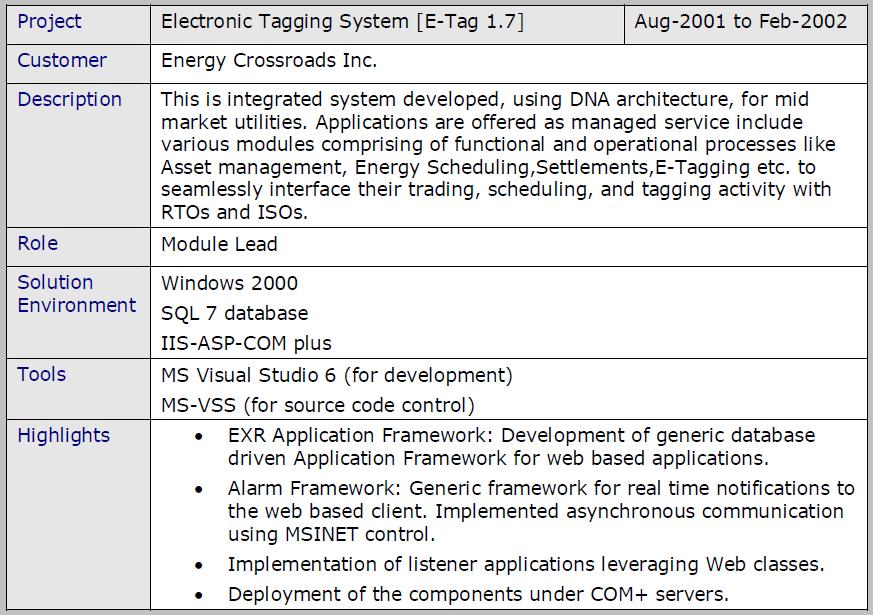 Project Electronic Tagging System [E-Tag 1.7] Aug-2001 to Feb-2002
Customer Energy Crossroads Inc.
Description This is integrated system developed, using DNA architecture, for mid
market utilities. Applications are offered as managed service include
various modules comprising of functional and operational processes like
Asset management, Energy Scheduling,Settlements,E-Tagging etc. to
seamlessly interface their trading, scheduling, and tagging activity with
RTOs and ISOs.
Role Module Lead
Solution Windows 2000
Environment SQL 7 database
IIS-ASP-COM plus
Tools MS Visual Studio 6 (for development)
MS-VSS (for source code control)
Highlights • EXR Application Framework: Development of generic database
driven Application Framework for web based applications.
• Alarm Framework: Generic framework for real time notifications to
the web based client. Implemented asynchronous communication
using MSINET control.
• Implementation of listener applications leveraging Web classes.
• Deployment of the components under COM+ servers.